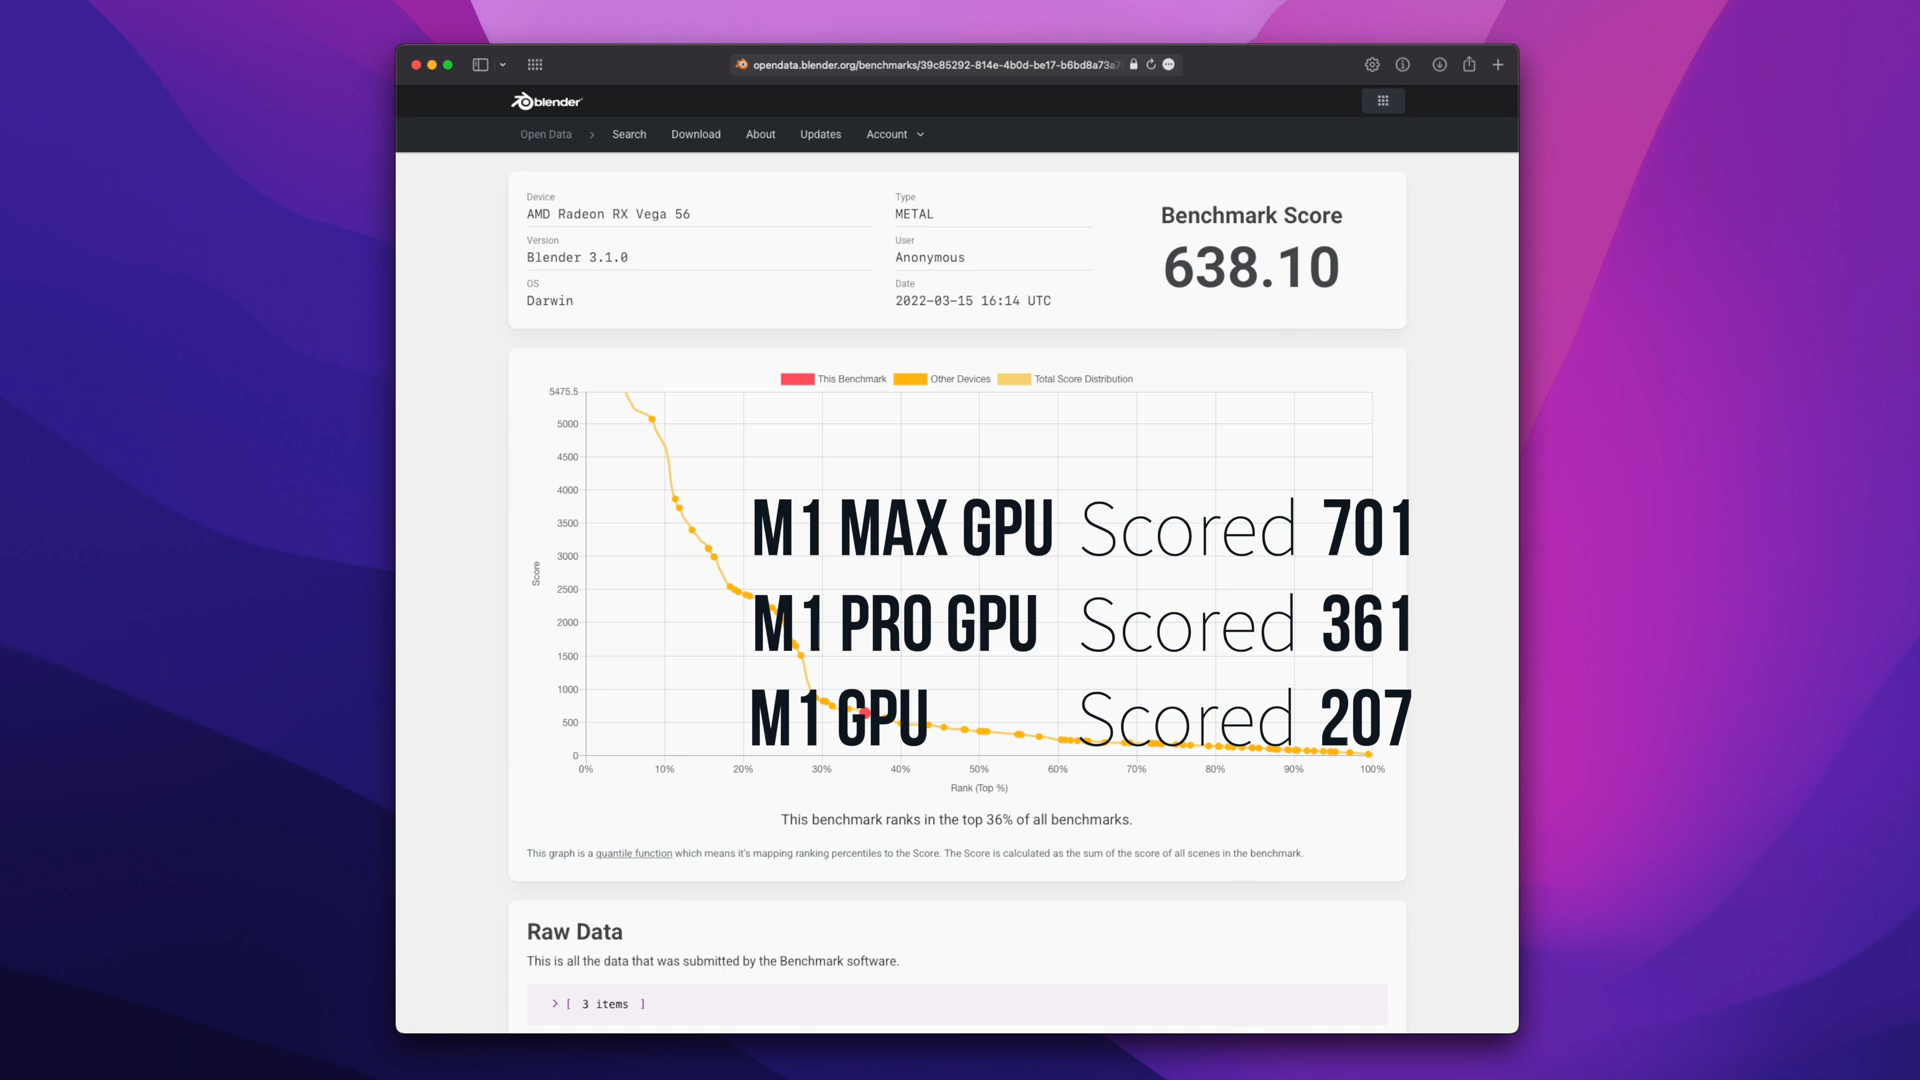 opendata.blender.org/benchmarks/39c85292-814e-4b0d-be17-b6bd8a73a7
blender
Open Data > Search Download About Updates Account
Device
AMD Radeon RX Vega 56
Type
METAL
Version
Blender 3.1.0
User
Anonymous
OS
Darwin
Date
2022-03-15 16:14 UTC
Benchmark Score
638.10
This Benchmark Other Devices Total Score Distribution
5475.5
5000
4500
4000
3500
3000
2500
2000
1500
1000
500
0
Score
0% 10% 20% 30% 40% 50% 60% 70% 80% 90% 100%
Rank (Top %)
M1 MAX GPU Scored 701
M1 PRO GPU Scored 361
M1 GPU Scored 207
This benchmark ranks in the top 36% of all benchmarks.
This graph is a quantile function which means it's mapping ranking percentiles to the Score. The Score is calculated as the sum of the score of all scenes in the benchmark.
Raw Data
This is all the data that was submitted by the Benchmark software.
> [ 3 items ]